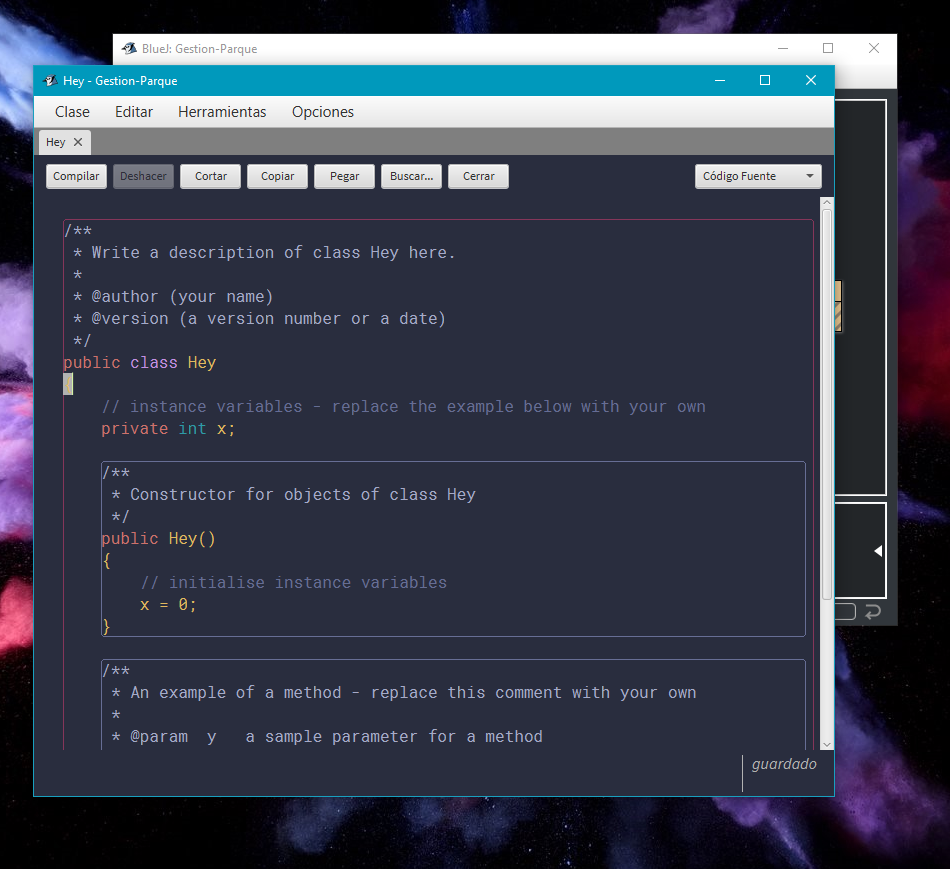 BlueJ: Gestion-Parque
Hey - Gestion-Parque
Clase Editar Herramientas Opciones
Hey
Compilar Deshacer Cortar Copiar Pegar Buscar... Cerrar Código Fuente
/**
 * Write a description of class Hey here.
 *
 * @author (your name)
 * @version (a version number or a date)
 */
public class Hey
{
    // instance variables - replace the example below with your own
    private int x;
    /**
     * Constructor for objects of class Hey
     */
    public Hey()
    {
        // initialise instance variables
        x = 0;
    }
    /**
     * An example of a method - replace this comment with your own
     *
     * @param  y   a sample parameter for a method
guardado